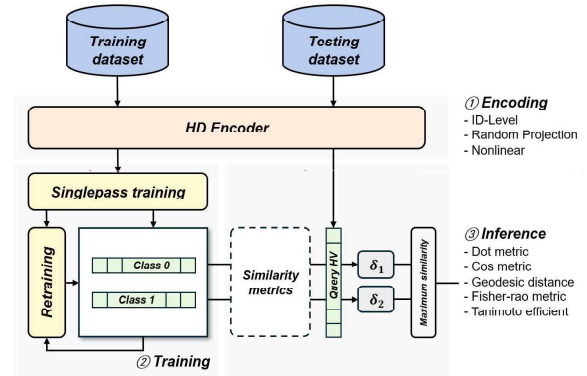 Training
dataset
Testing
dataset
HD Encoder
① Encoding
- ID-Level
- Random Projection
- Nonlinear
Singlepass training
Retraining
Class 0
Class 1
② Training
Similarity
metrics
Query HV
δ₁
δ₂
Maximum similarity
③ Inference
- Dot metric
- Cos metric
- Geodesic distance
- Fisher-rao metric
- Tanimoto efficient